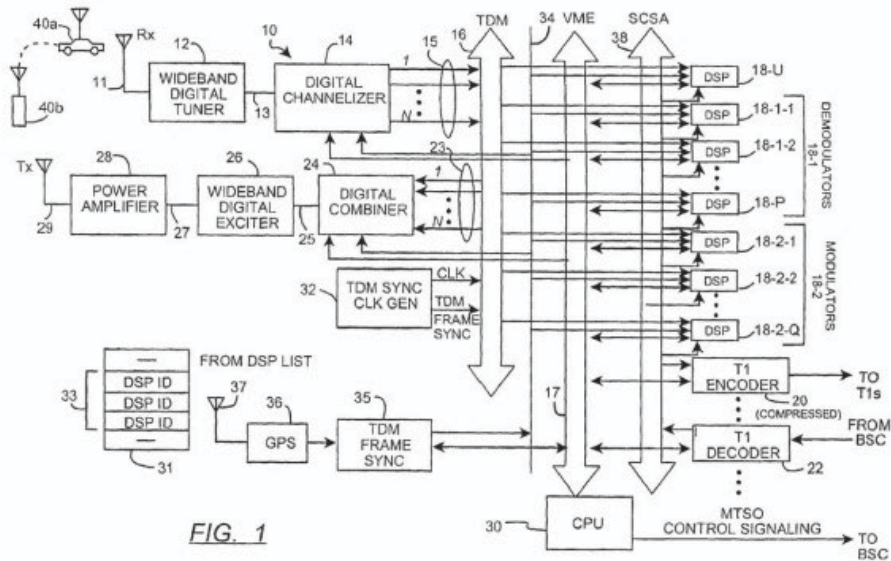 40a
Rx
11
12
WIDEBAND
DIGITAL
TUNER
13
10
14
DIGITAL
CHANNELIZER
15
1
N
TDM
16
34
VME
SCSA
38
40b
DSP
18-U
DSP
18-1-1
DSP
18-1-2
DSP
18-P
DEMODULATORS
18-1
Tx
28
POWER
AMPLIFIER
29
27
26
WIDEBAND
DIGITAL
EXCITER
25
24
DIGITAL
COMBINER
23
1
N
DSP
18-2-1
DSP
18-2-2
DSP
18-2-Q
MODULATORS
18-2
32
TDM SYNC
CLK GEN
CLK
TDM
FRAME
SYNC
FROM DSP LIST
33
DSP ID
DSP ID
DSP ID
31
37
36
GPS
35
TDM
FRAME
SYNC
17
T1
ENCODER
20
(COMPRESSED)
TO
T1s
T1
DECODER
22
FROM
BSC
30
CPU
MTSO
CONTROL SIGNALING
TO
BSC
FIG. 1